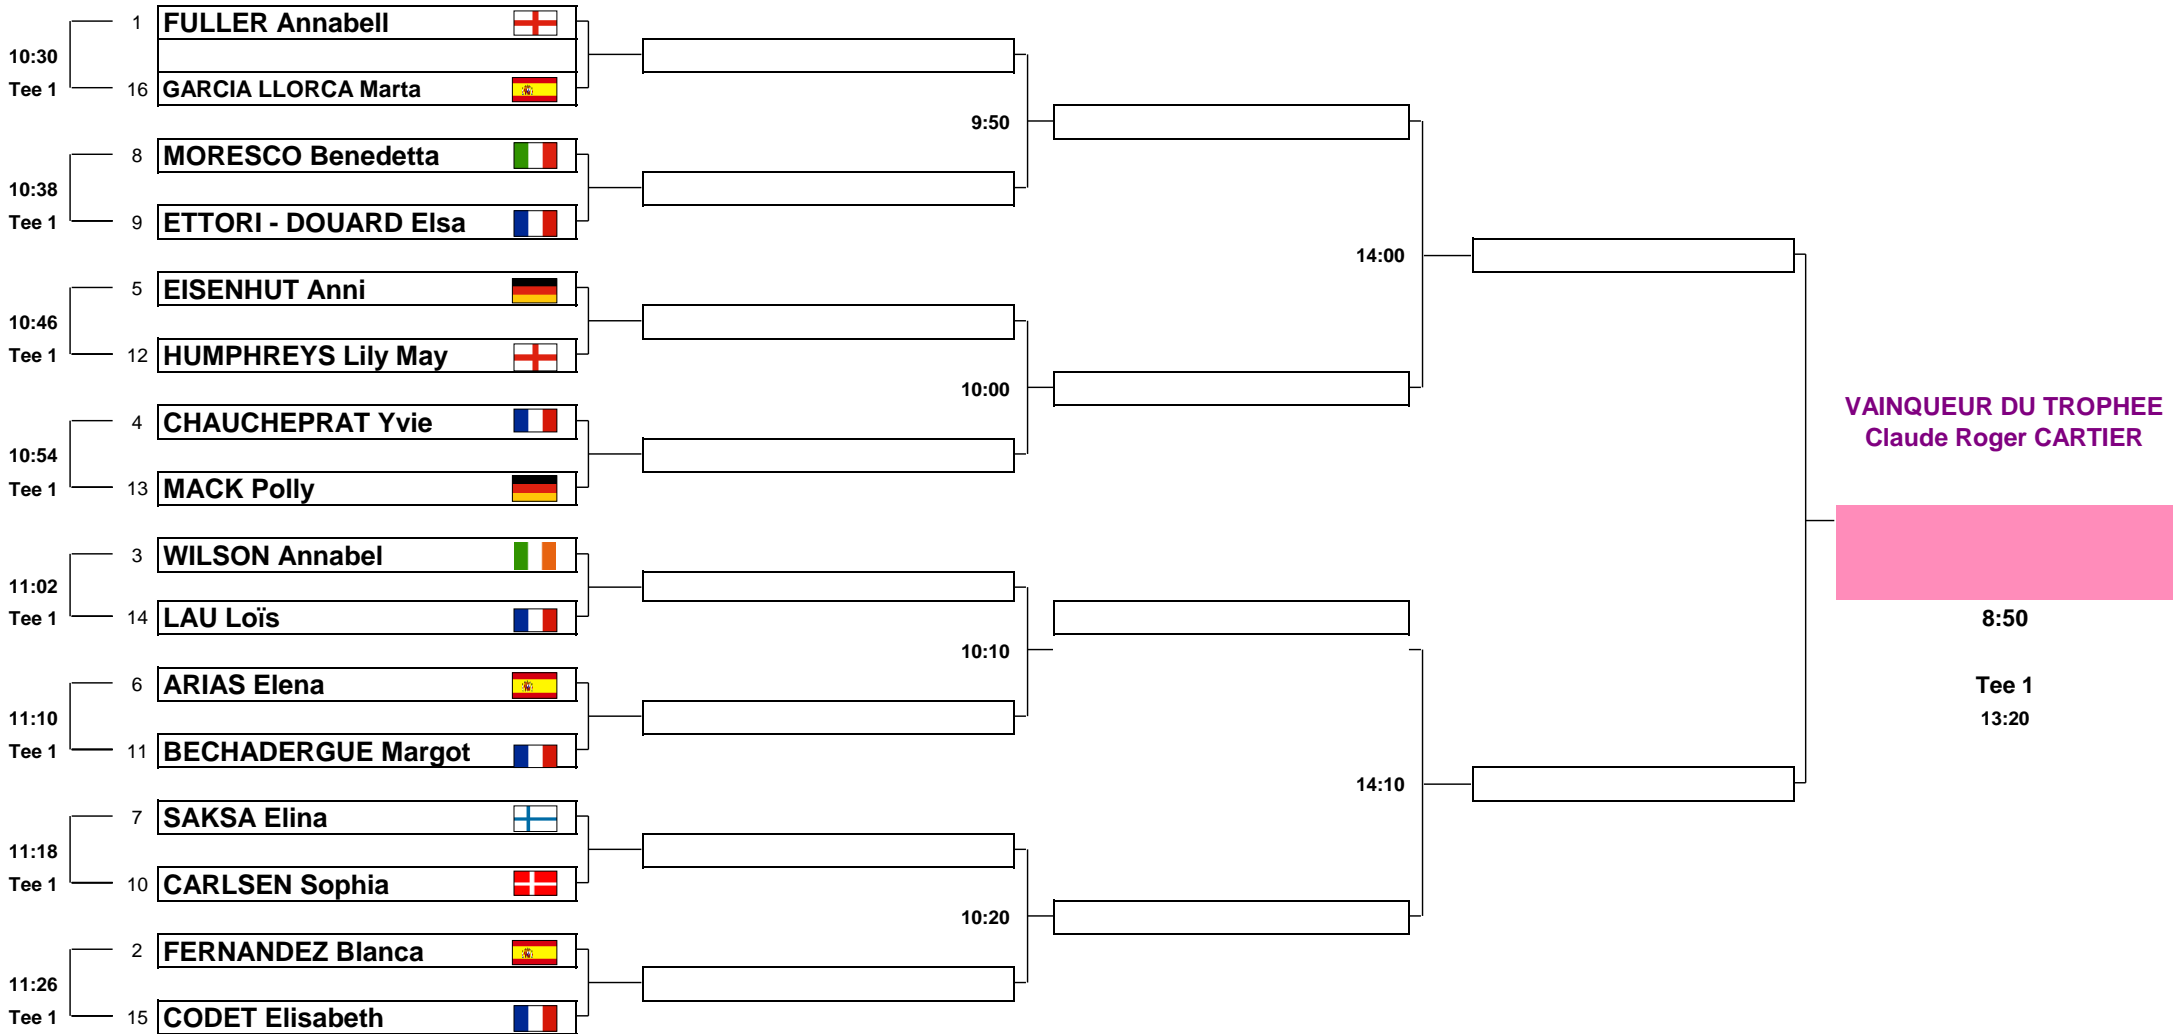 1 FULLER Annabell
10:30
Tee 1 16 GARCIA LLORCA Marta
9:50
8 MORESCO Benedetta
10:38
Tee 1 9 ETTORI - DOUARD Elsa
14:00
5 EISENHUT Anni
10:46
Tee 1 12 HUMPHREYS Lily May
10:00
4 CHAUCHEPRAT Yvie
10:54
Tee 1 13 MACK Polly
VAINQUEUR DU TROPHEE
Claude Roger CARTIER
3 WILSON Annabel
11:02
Tee 1 14 LAU Loïs
8:50
10:10
6 ARIAS Elena
Tee 1
11:10
13:20
Tee 1 11 BECHADERGUE Margot
14:10
7 SAKSA Elina
11:18
Tee 1 10 CARLSEN Sophia
10:20
2 FERNANDEZ Blanca
11:26
Tee 1 15 CODET Elisabeth